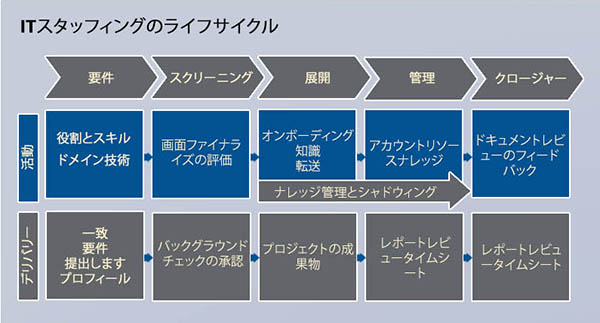 ITスタッフィングのライフサイクル
要件
スクリーニング
展開
管理
クロージャー
活動
役割とスキル
ドメイン技術
画面ファイナラ
イズの評価
オンボーディング
知識
転送
アカウントリソー
スナレッジ
ドキュメントレビ
ューのフィード
バック
ナレッジ管理とシャドウィング
デリバリー
一致
要件
提出します
プロフィール
バックグラウンド
チェックの承認
プロジェクトの成
果物
レポートレビ
ュータイムシ
ート
レポートレビュ
ータイムシート